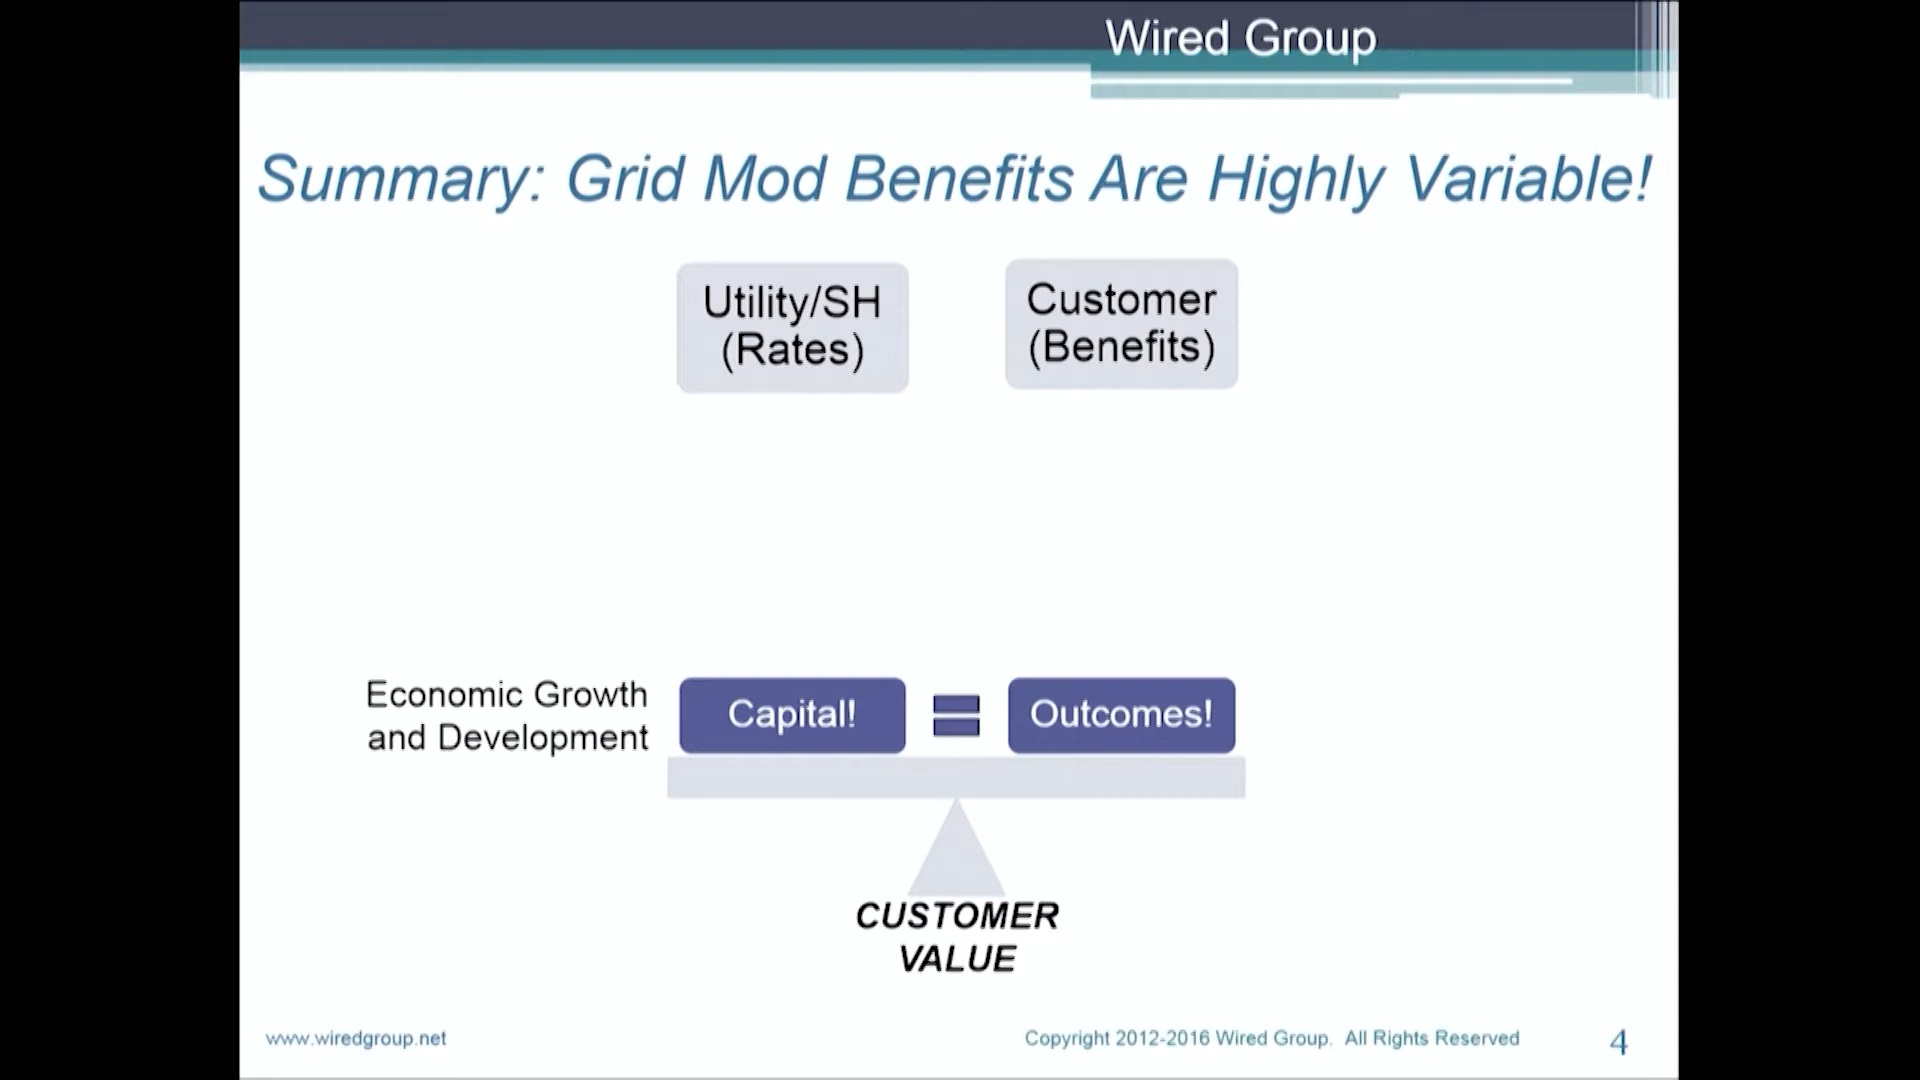 Wired Group
Summary: Grid Mod Benefits Are Highly Variable!
Utility/SH
(Rates)
Customer
(Benefits)
Economic Growth
and Development
Capital!
=
Outcomes!
CUSTOMER
VALUE
www.wiredgroup.net
Copyright 2012-2016 Wired Group.  All Rights Reserved
4